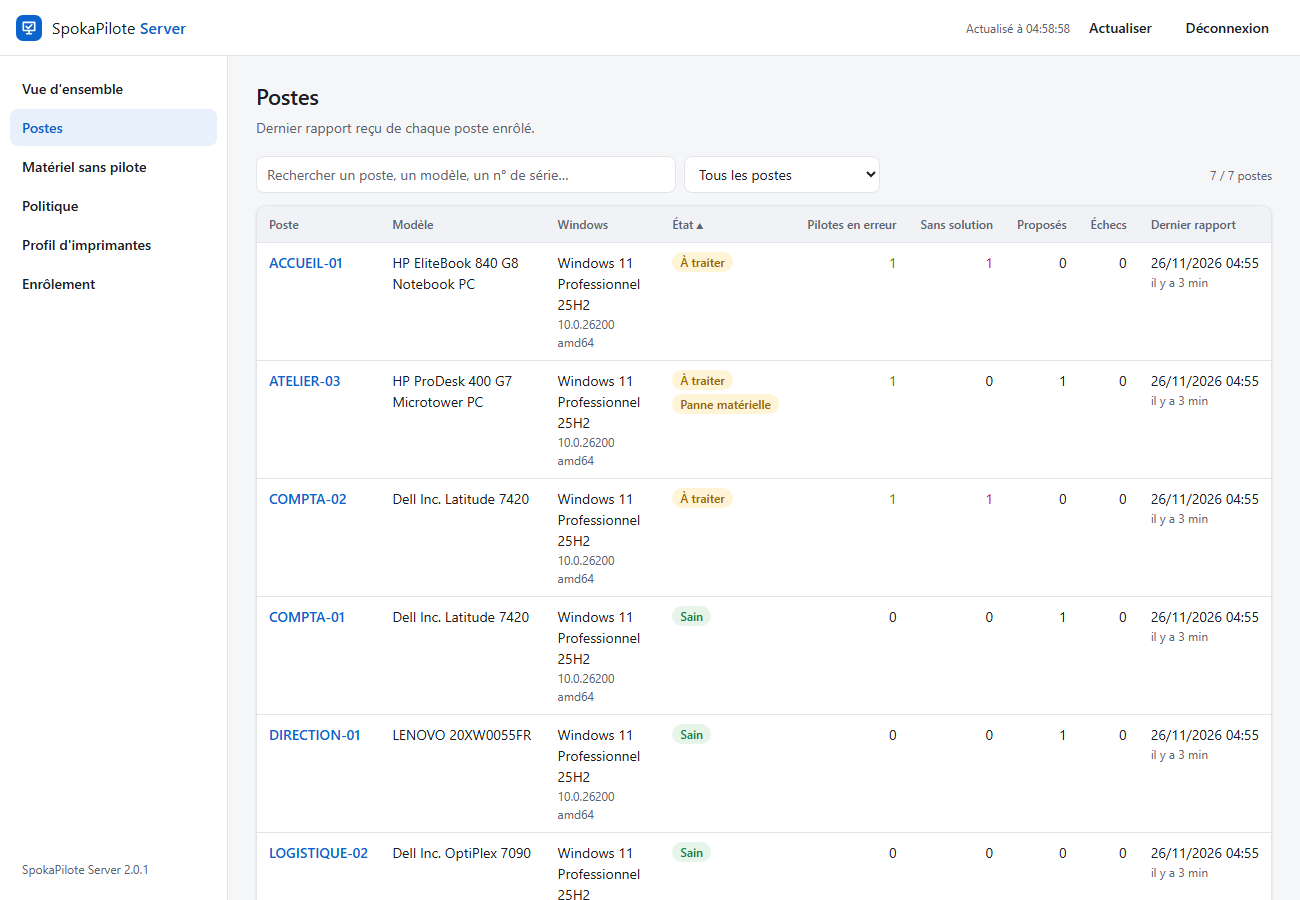 SpokaPilote Server
Actualisé à 04:58:58
Actualiser
Déconnexion
Vue d'ensemble
Postes
Matériel sans pilote
Politique
Profil d'imprimantes
Enrôlement
SpokaPilote Server 2.0.1
Postes
Dernier rapport reçu de chaque poste enrôlé.
Rechercher un poste, un modèle, un n° de série…
Tous les postes
7 / 7 postes
Poste Modèle Windows État ▴ Pilotes en erreur Sans solution Proposés Échecs Dernier rapport
ACCUEIL-01 HP EliteBook 840 G8 Windows 11 À traiter 1 1 0 0 26/11/2026 04:55
Notebook PC Professionnel il y a 3 min
25H2
10.0.26200
amd64
ATELIER-03 HP ProDesk 400 G7 Windows 11 À traiter 1 0 1 0 26/11/2026 04:55
Microtower PC Professionnel Panne matérielle il y a 3 min
25H2
10.0.26200
amd64
COMPTA-02 Dell Inc. Latitude 7420 Windows 11 À traiter 1 1 0 0 26/11/2026 04:55
Professionnel il y a 3 min
25H2
10.0.26200
amd64
COMPTA-01 Dell Inc. Latitude 7420 Windows 11 Sain 0 0 1 0 26/11/2026 04:55
Professionnel il y a 3 min
25H2
10.0.26200
amd64
DIRECTION-01 LENOVO 20XW0055FR Windows 11 Sain 0 0 1 0 26/11/2026 04:55
Professionnel il y a 3 min
25H2
10.0.26200
amd64
LOGISTIQUE-02 Dell Inc. OptiPlex 7090 Windows 11 Sain 0 0 0 0 26/11/2026 04:55
Professionnel il y a 3 min
25H2